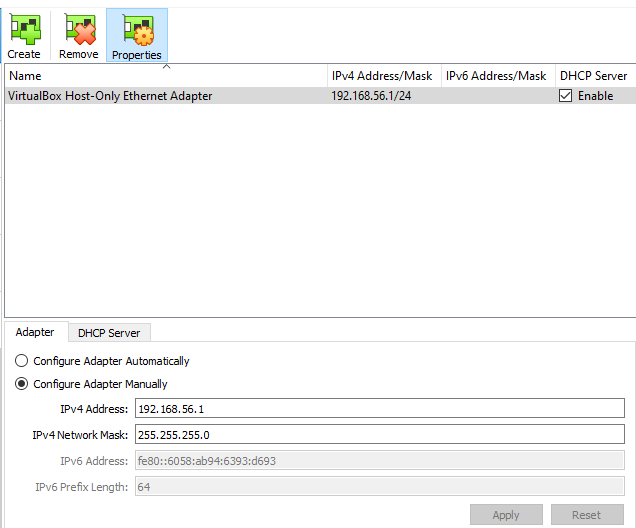 Create Remove Properties
Name IPv4 Address/Mask IPv6 Address/Mask DHCP Server
VirtualBox Host-Only Ethernet Adapter 192.168.56.1/24 Enable
Adapter DHCP Server
Configure Adapter Automatically
Configure Adapter Manually
IPv4 Address: 192.168.56.1
IPv4 Network Mask: 255.255.255.0
IPv6 Address: fe80::6058:ab94:6393:d693
IPv6 Prefix Length: 64
Apply Reset